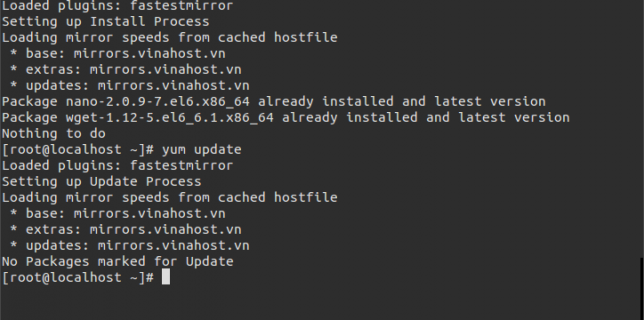 Loaded plugins: fastestmirror
Setting up Install Process
Loading mirror speeds from cached hostfile
 * base: mirrors.vinahost.vn
 * extras: mirrors.vinahost.vn
 * updates: mirrors.vinahost.vn
Package nano-2.0.9-7.el6.x86_64 already installed and latest version
Package wget-1.12-5.el6_6.1.x86_64 already installed and latest version
Nothing to do
[root@localhost ~]# yum update
Loaded plugins: fastestmirror
Setting up Update Process
Loading mirror speeds from cached hostfile
 * base: mirrors.vinahost.vn
 * extras: mirrors.vinahost.vn
 * updates: mirrors.vinahost.vn
No Packages marked for Update
[root@localhost ~]#